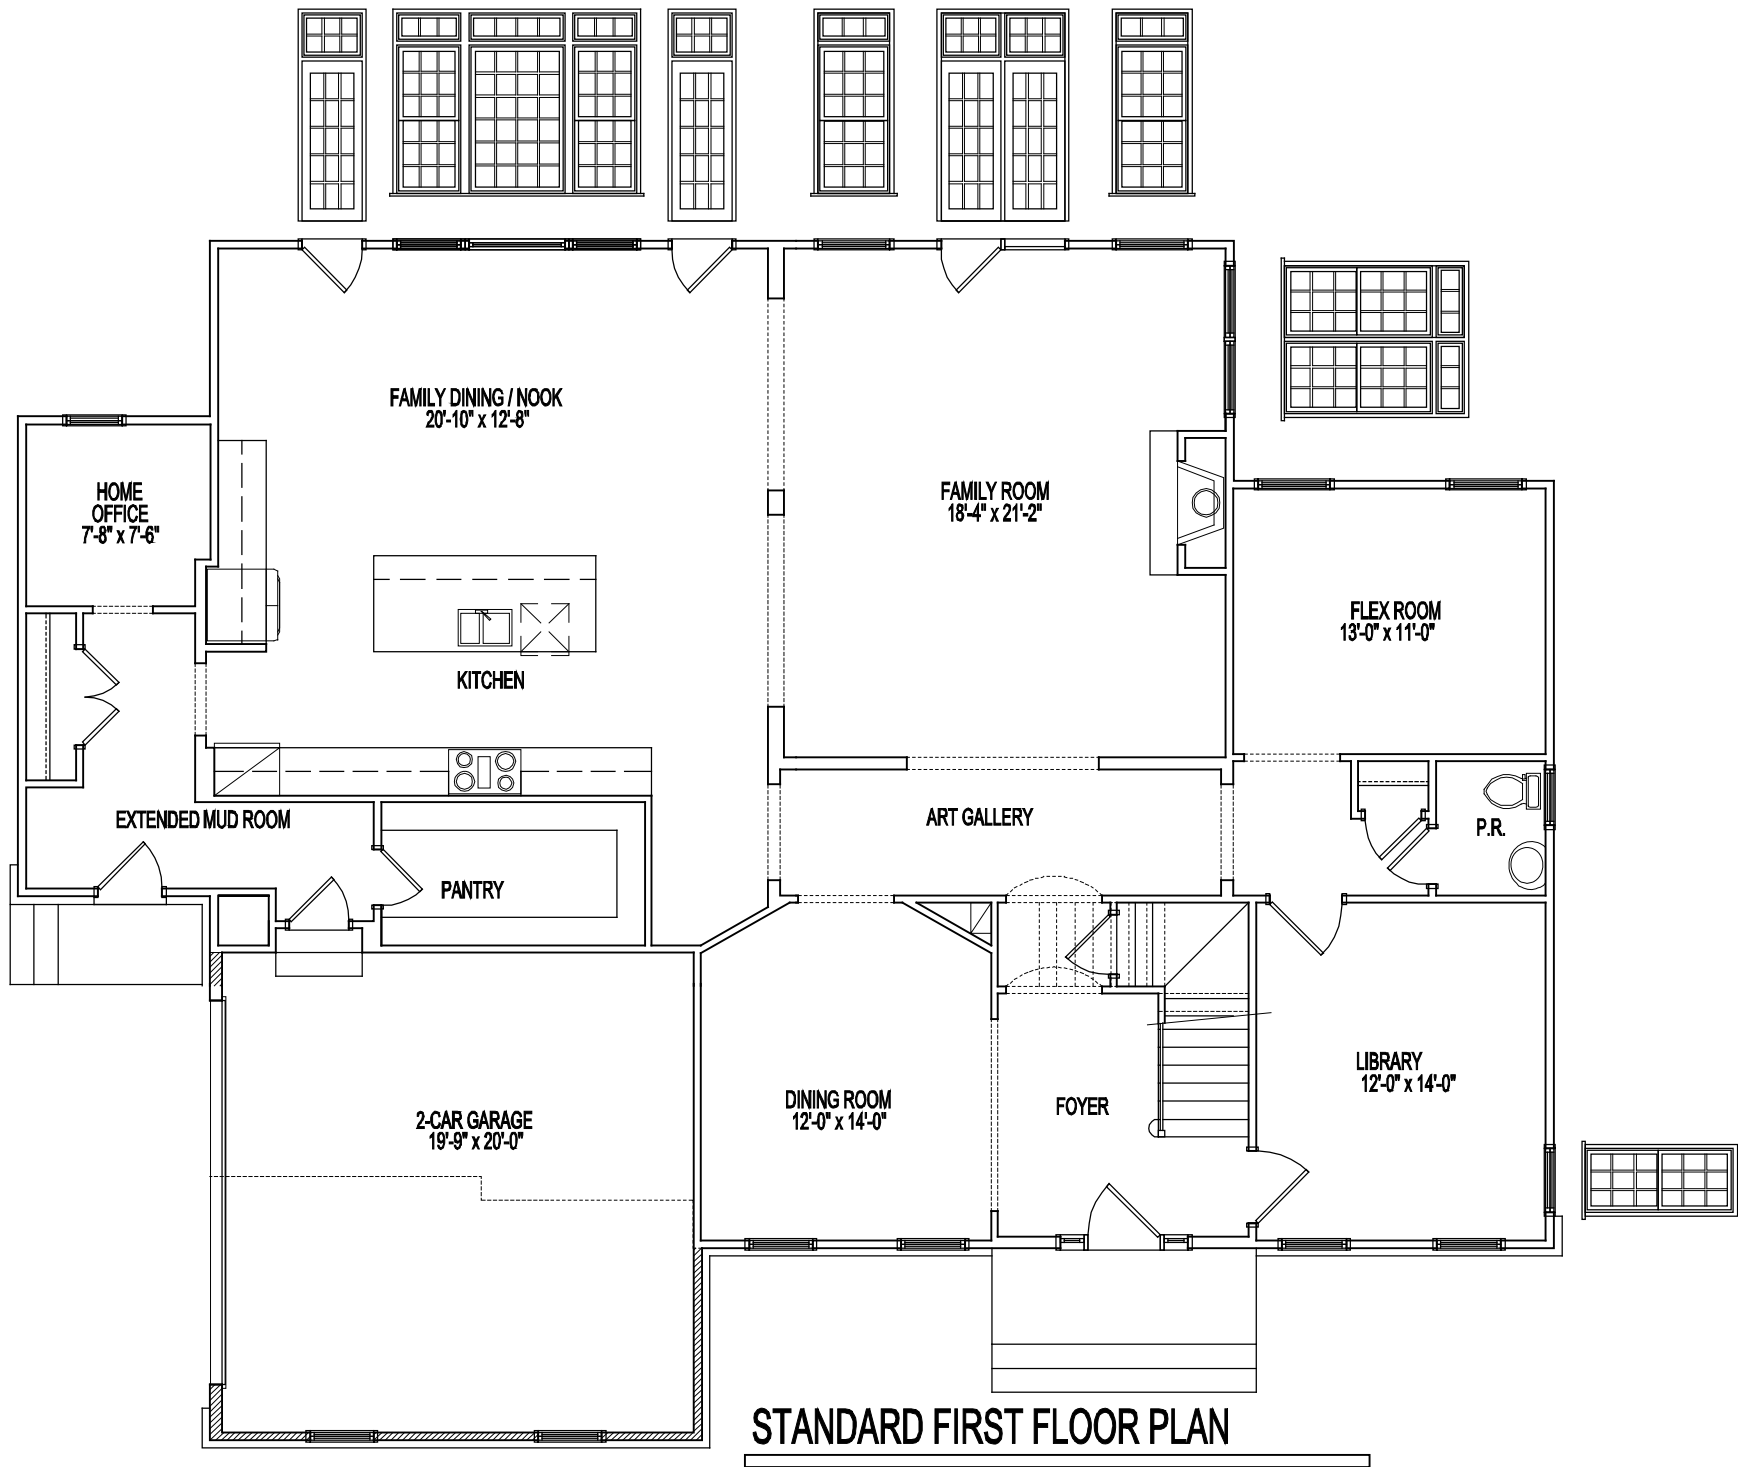 FAMILY DINING / NOOK
20'-10" x 12'-8"
HOME
OFFICE
7'-8" x 7'-6"
FAMILY ROOM
18'-4" x 21'-2"
FLEX ROOM
13'-0" x 11'-0"
KITCHEN
EXTENDED MUD ROOM
ART GALLERY
P.R.
PANTRY
LIBRARY
12'-0" x 14'-0"
DINING ROOM
12'-0" x 14'-0"
FOYER
2-CAR GARAGE
19'-9" x 20'-0"
STANDARD FIRST FLOOR PLAN